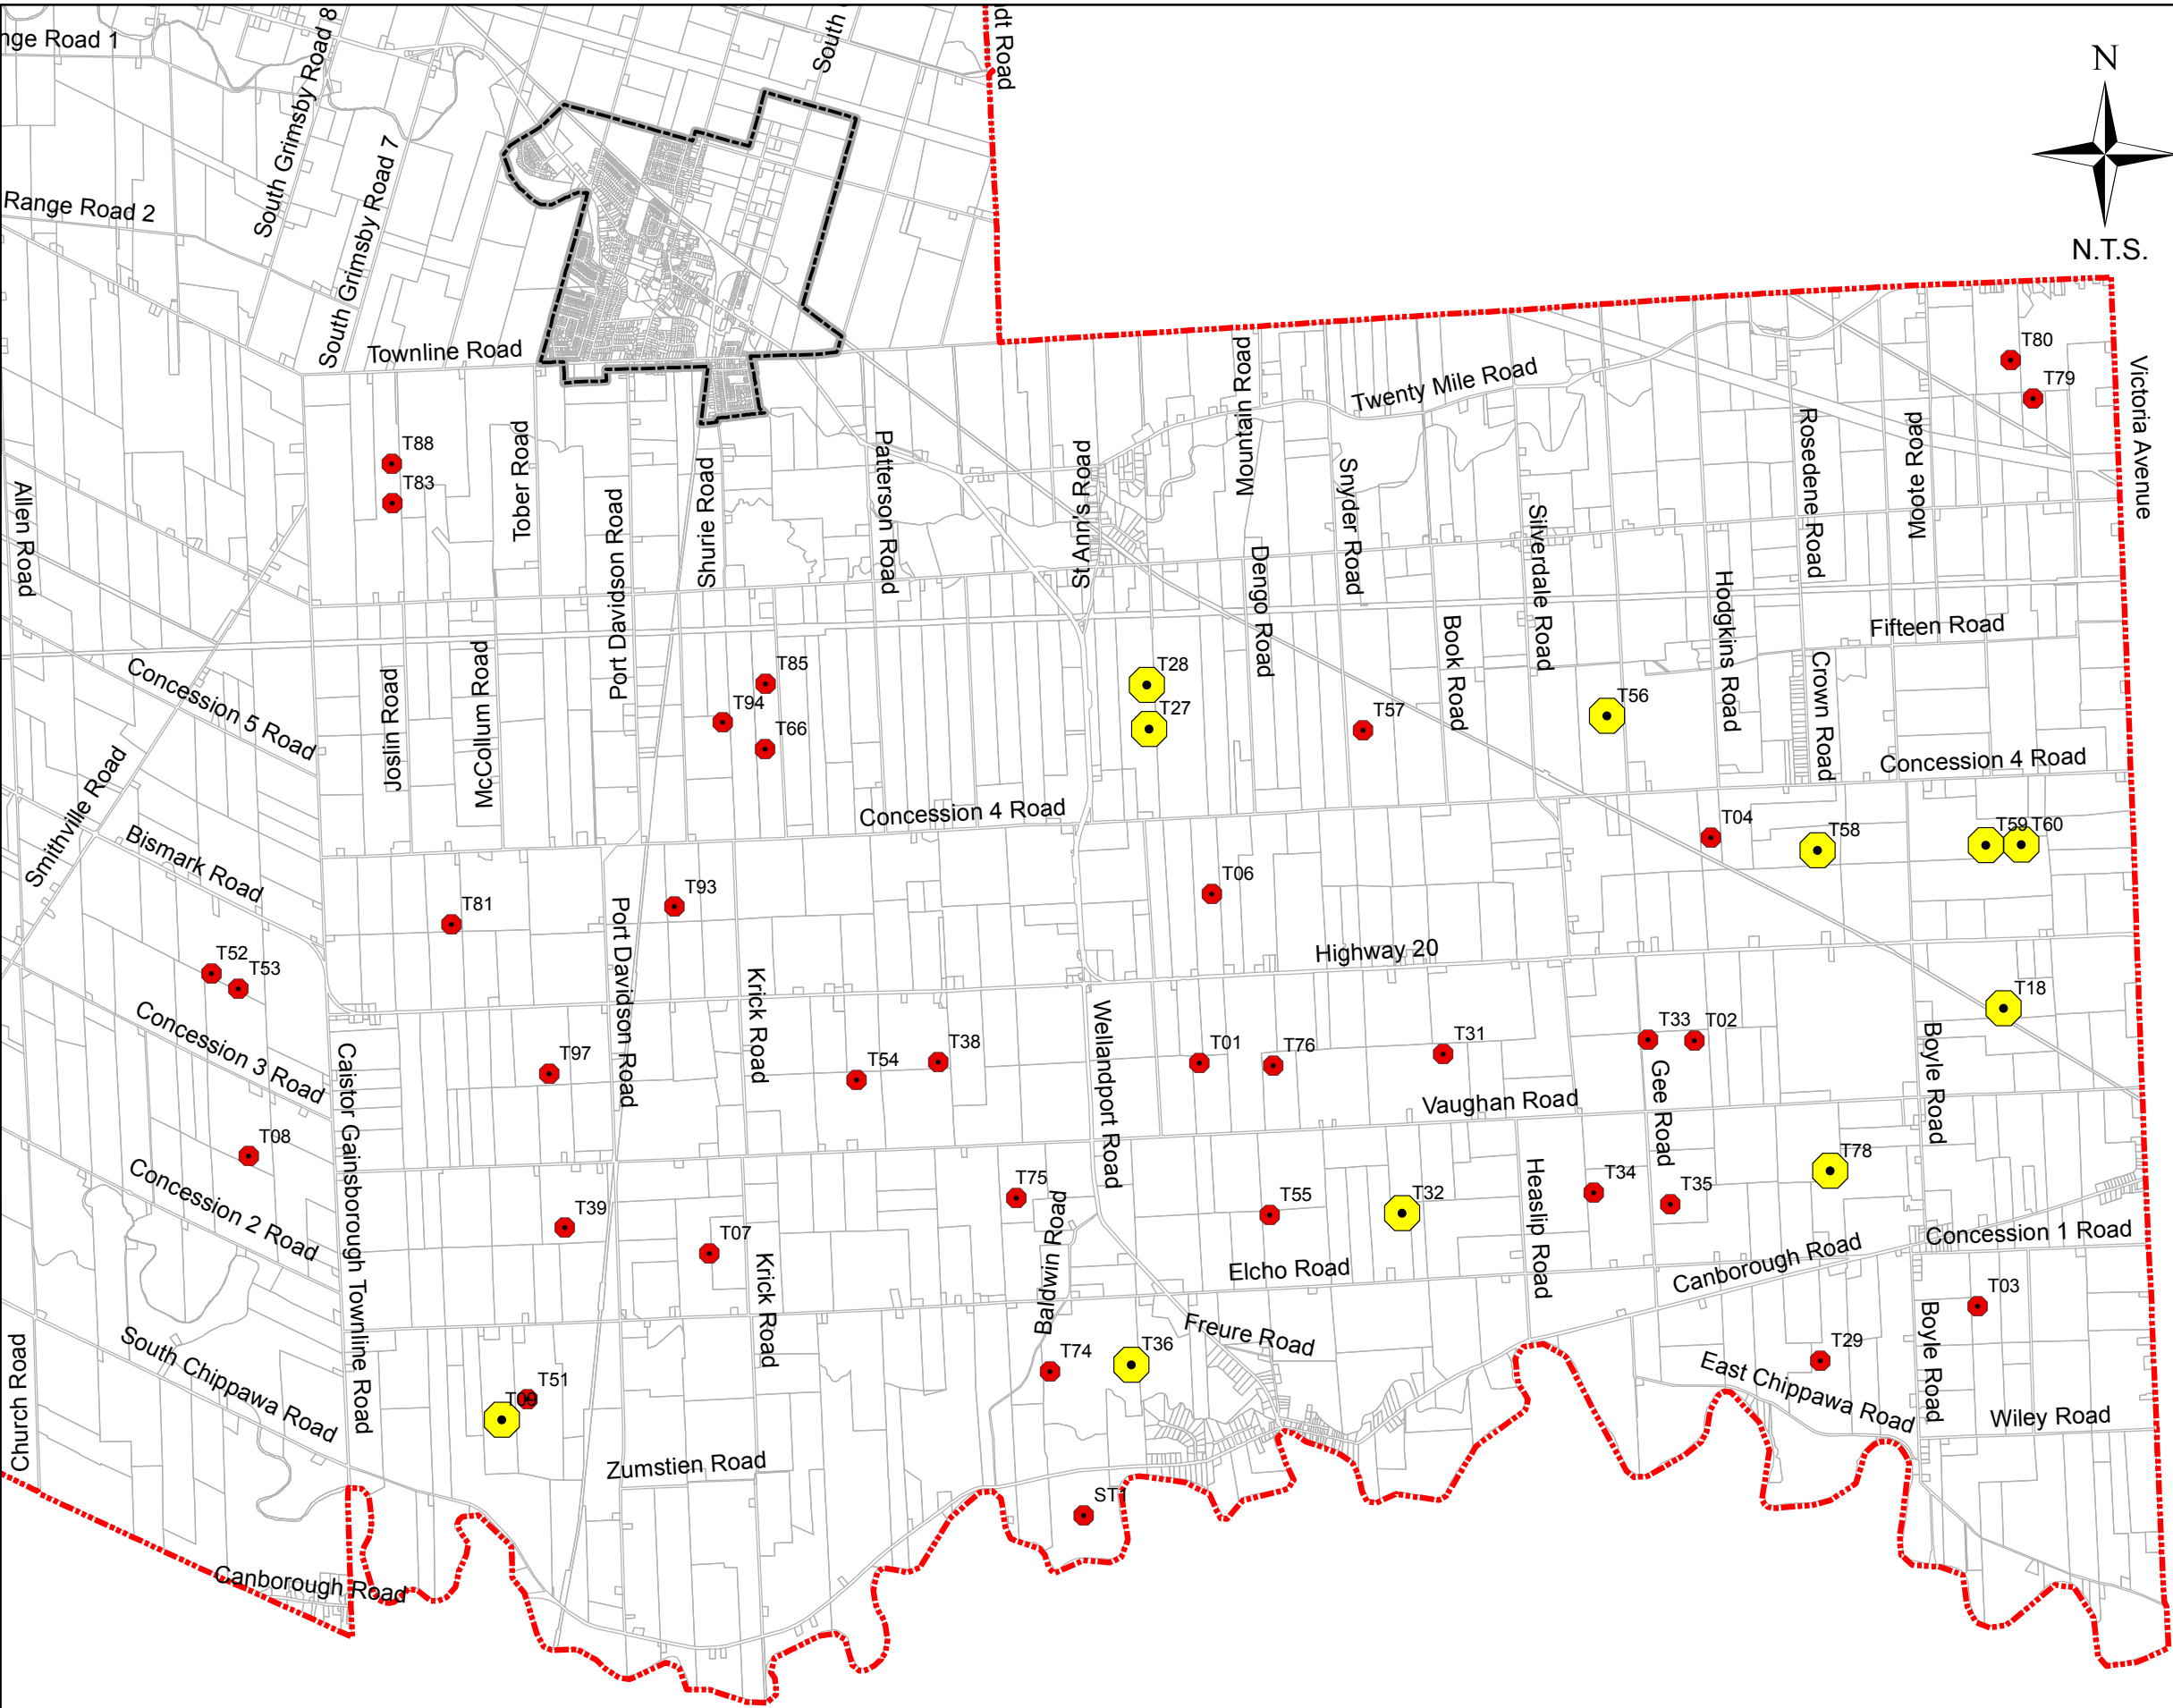 nge Road 1
South Grimsby Road 8
South
dt Road
N
N.T.S.
Range Road 2
South Grimsby Road 7
Townline Road
Mountain Road
Twenty Mile Road
T80
T79
Victoria Avenue
T88
T83
Allen Road
Tober Road
Port Davidson Road
Shurie Road
Patterson Road
St Ann's Road
Snyder Road
Silverdale Road
Rosedene Road
Moote Road
Dengo Road
Hodgkins Road
Book Road
Fifteen Road
Crown Road
Concession 5 Road
Joslin Road
McCollum Road
Port Davidson Road
T85
T94
T66
T28
T27
T57
T56
Concession 4 Road
Concession 4 Road
Smithville Road
Bismark Road
T04
T58
T59
T60
T06
T93
T81
T52
T53
Port Davidson Road
Krick Road
Highway 20
T18
Concession 3 Road
Caistor Gainsborough Townline Road
T97
T54
T38
Wellandport Road
T01
T76
T31
T33
T02
Gee Road
Boyle Road
Vaughan Road
T08
Concession 2 Road
T39
T07
T75
Balwdin Road
T55
T32
Heaslip Road
T34
T35
T78
Concession 1 Road
Canborough Road
Elcho Road
Krick Road
T03
Church Road
South Chippawa Road
T51
T09
T74
T36
Freure Road
T29
East Chippawa Road
Boyle Road
Wiley Road
Zumstien Road
ST1
Canborough Road